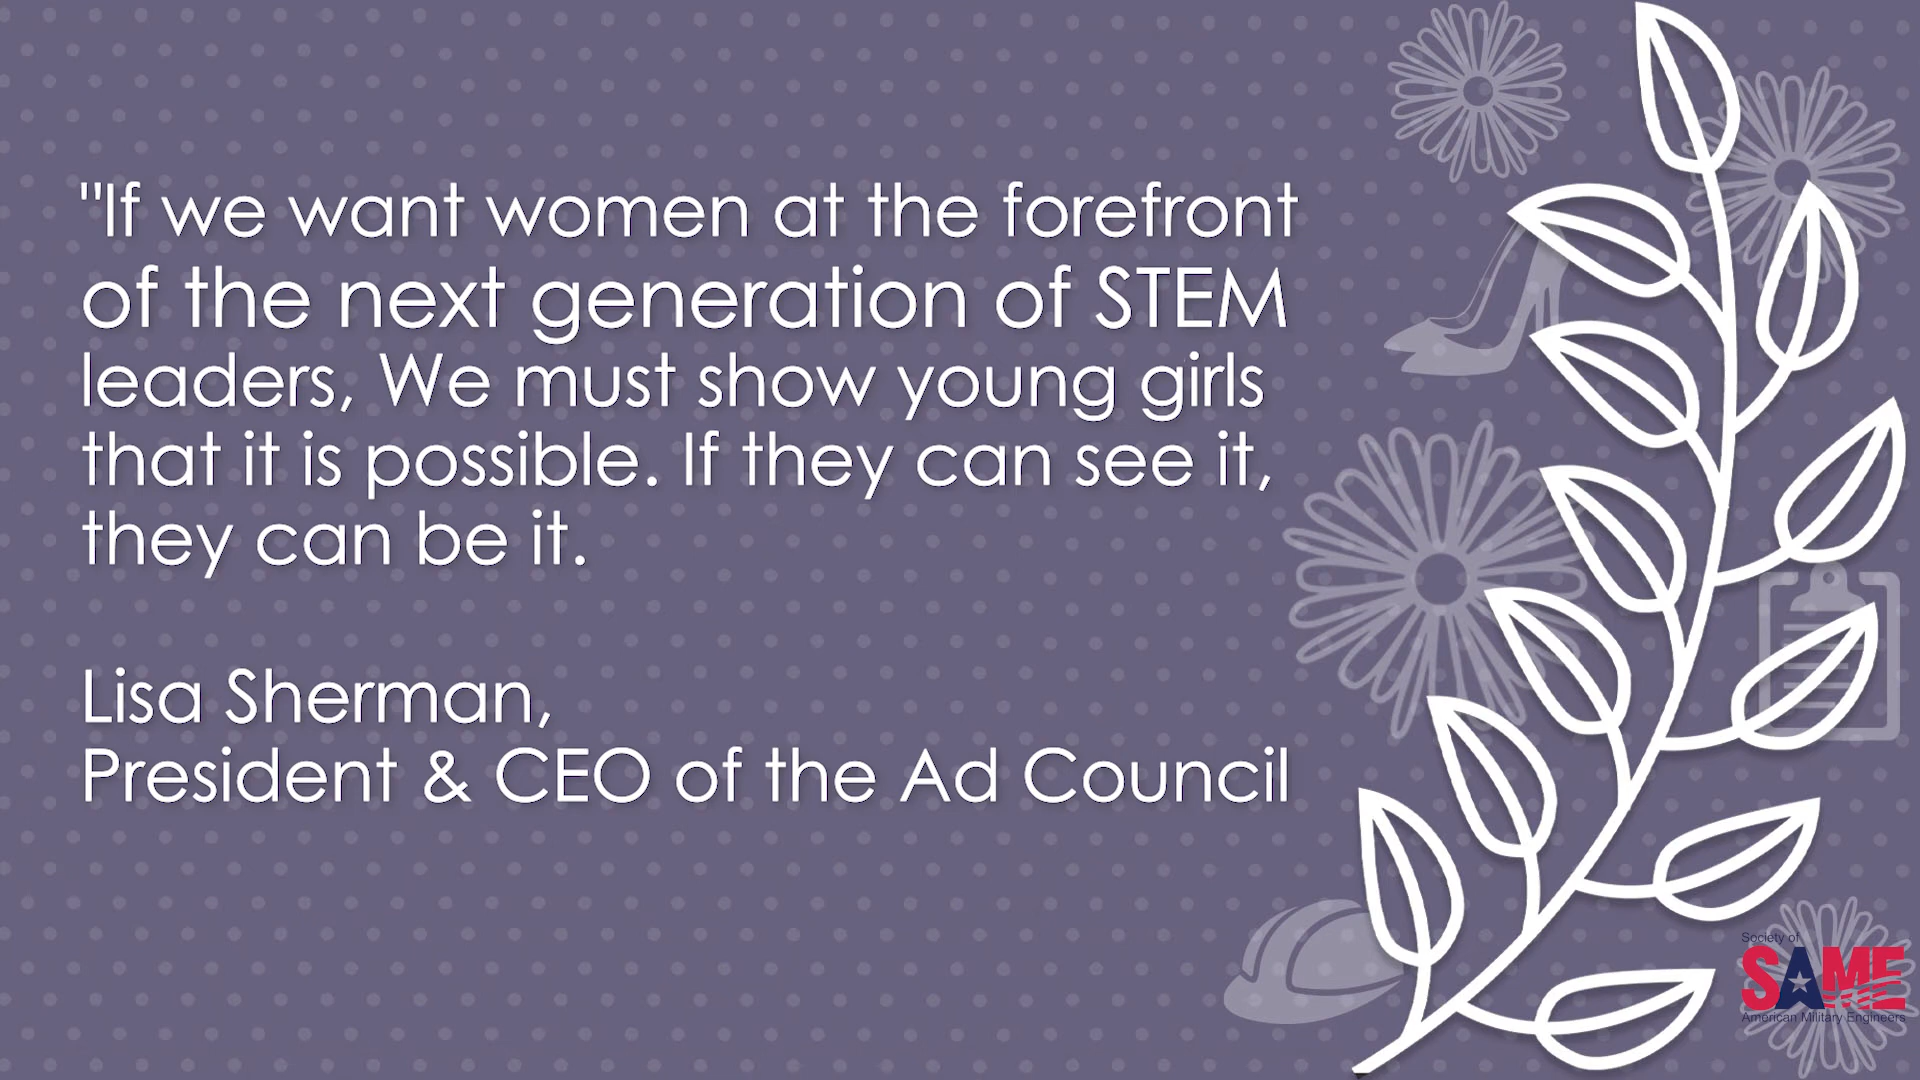 "If we want women at the forefront
of the next generation of STEM
leaders, We must show young girls
that it is possible. If they can see it,
they can be it.
Lisa Sherman,
President & CEO of the Ad Council
Society of
SAME
American Military Engineers